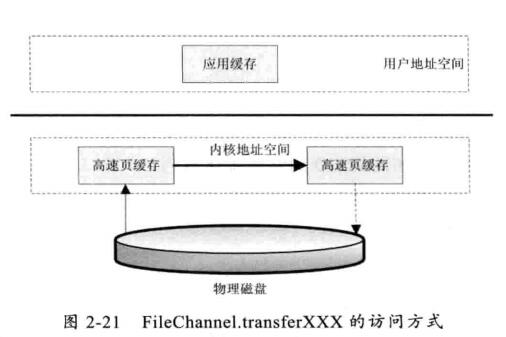 应用缓存
用户地址空间
内核地址空间
高速页缓存
高速页缓存
物理磁盘
图 2-21 FileChannel.transferXXX 的访问方式